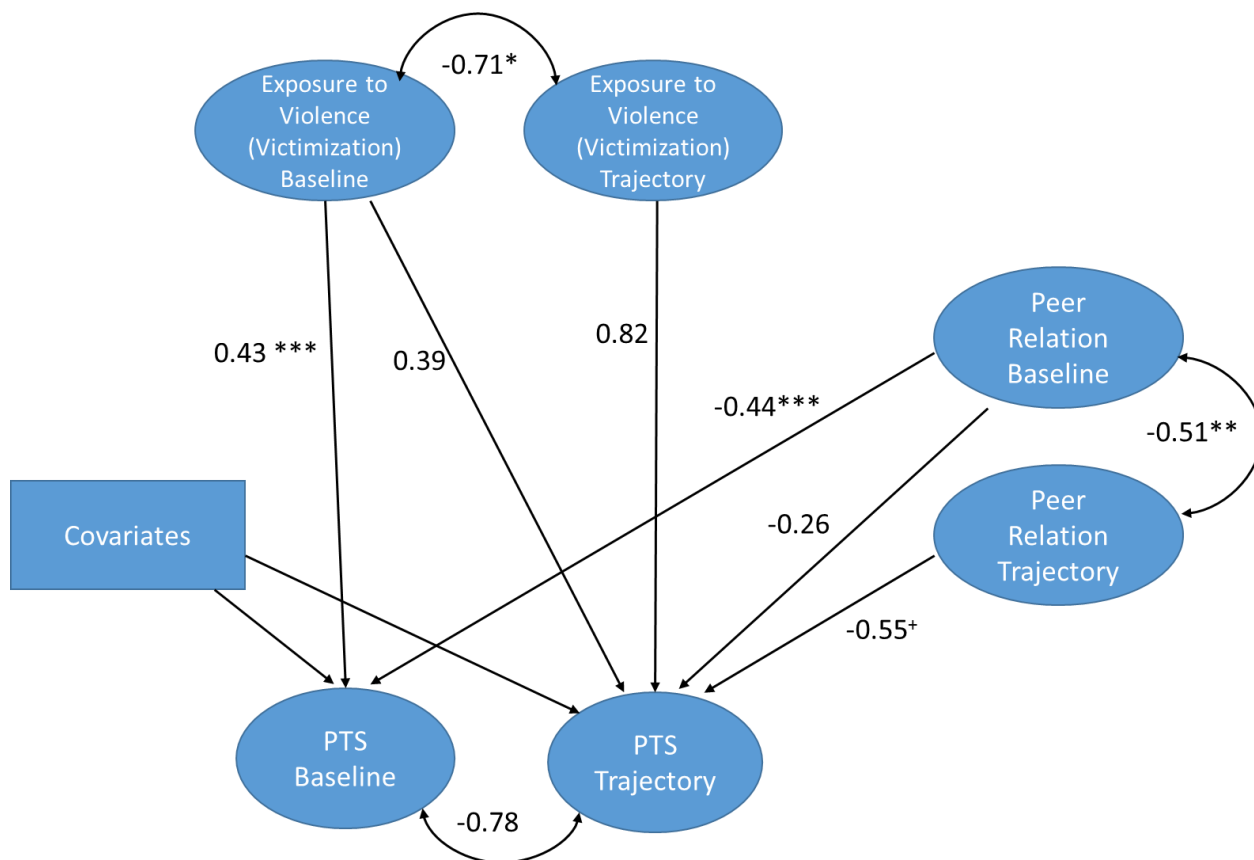 -0.71*
Exposure to
Violence
(Victimization)
Baseline
Exposure to
Violence
(Victimization)
Trajectory
0.43 ***
0.39
0.82
Peer
Relation
Baseline
-0.44***
-0.51**
-0.26
Peer
Relation
Trajectory
Covariates
-0.55⁺
PTS
Baseline
PTS
Trajectory
-0.78